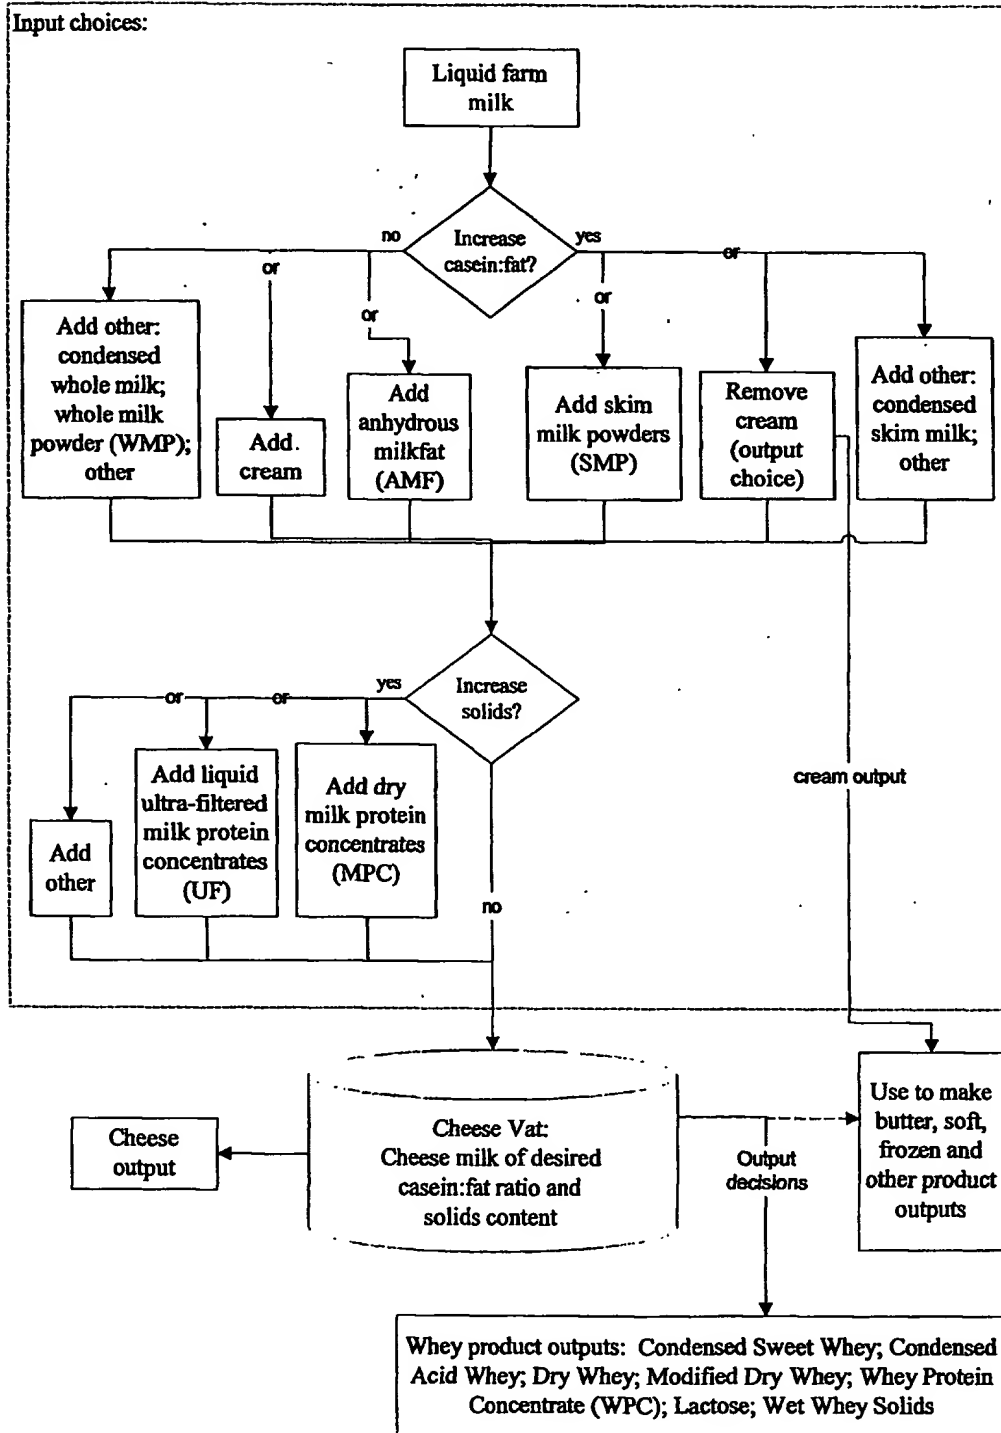 Input choices:
Liquid farm
milk
Increase
casein:fat?
no
yes
or
or
or
or
Add other:
condensed
whole milk;
whole milk
powder (WMP);
other
Add.
cream
Add
anhydrous
milkfat
(AMF)
Add skim
milk powders
(SMP)
Remove
cream
(output
choice)
Add other:
condensed
skim milk;
other
Increase
solids?
yes
or
or
no
Add
other
Add liquid
ultra-filtered
milk protein
concentrates
(UF)
Add dry
milk protein
concentrates
(MPC)
cream output
Cheese
output
Cheese Vat:
Cheese milk of desired
casein:fat ratio and
solids content
Output
decisions
Use to make
butter, soft,
frozen and
other product
outputs
Whey product outputs: Condensed Sweet Whey; Condensed
Acid Whey; Dry Whey; Modified Dry Whey; Whey Protein
Concentrate (WPC); Lactose; Wet Whey Solids